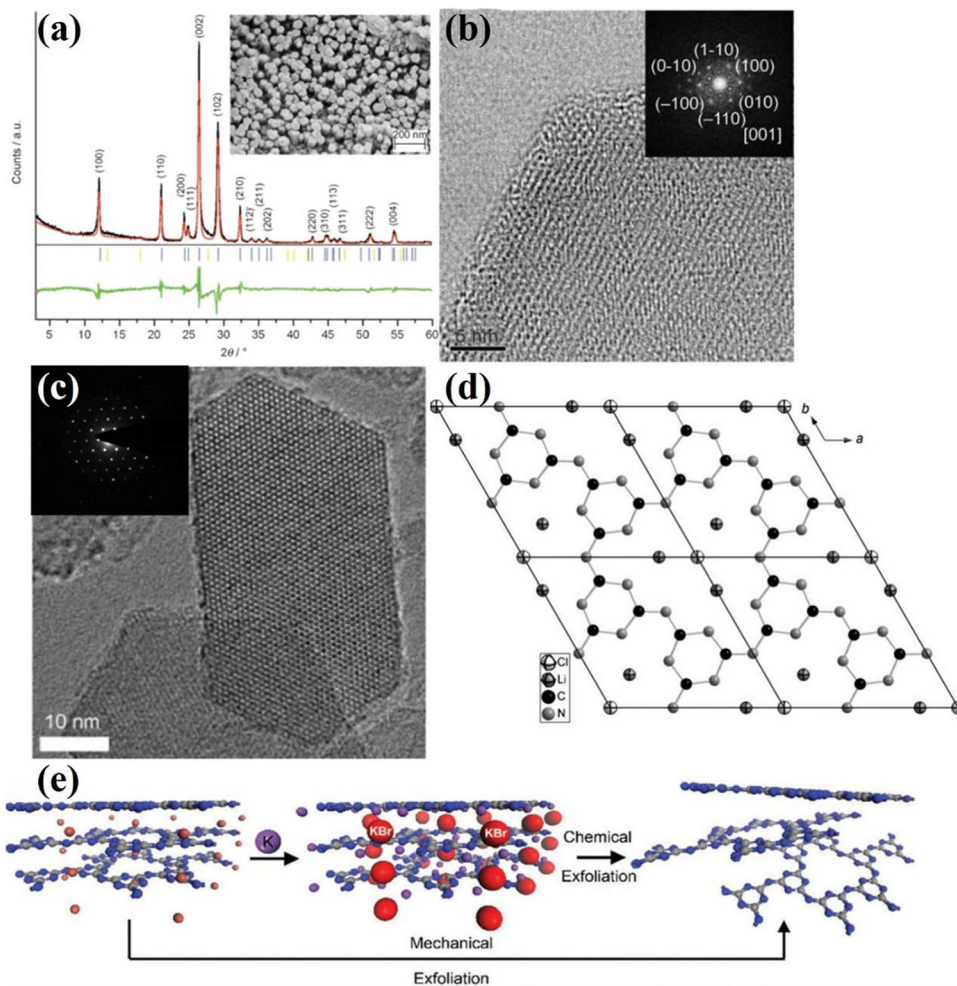 (a)
Counts / a.u.
(100)
(110)
(200)
(111)
(002)
(102)
(210)
(112)
(211)
(202)
(220)
(310)
(113)
(311)
(222)
(004)
200 nm
5 10 15 20 25 30 35 40 45 50 55 60
2θ / °
(b)
(1-10)
(0-10) (100)
(–100) (010)
(–110)
[001]
5 nm
(c)
10 nm
(d)
b
a
Cl
Li
C
N
(e)
K
KBr KBr
Chemical
Exfoliation
Mechanical
Exfoliation